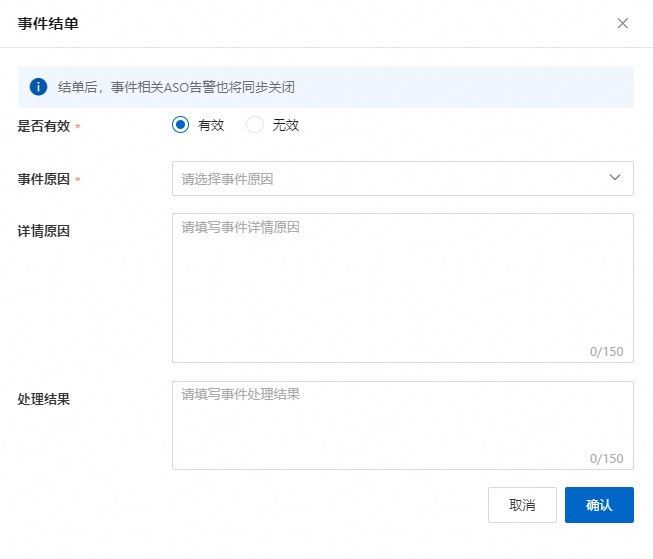 事件结单
结单后，事件相关ASO告警也将同步关闭
是否有效 * 有效 无效
事件原因 * 请选择事件原因
详情原因 请填写事件详情原因
0/150
处理结果 请填写事件处理结果
0/150
取消 确认